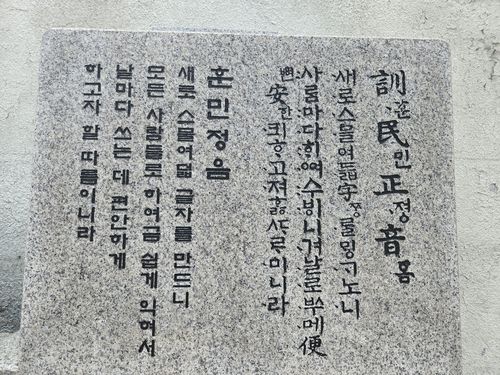 訓훈民민正졍音ᅙᅳᆷ
새로스믈여듧字ᄍᆞᆼᄅᆞᆯᄆᆡᇰᄀᆞ노니
사ᄅᆞᆷ마다ᄒᆡᅇᅧ수ᄫᅵ니겨날로ᄡᅮ메便
뼌安ᅙᅡᆫ킈ᄒᆞ고져ᄒᆞᇙᄯᆞᄅᆞ미니라
훈민정음
새로 스물여덟 글자를 만드니
모든 사람들로 하여금 쉽게 익혀서
날마다 쓰는 데 편안하게
하고자 할 따름이니라